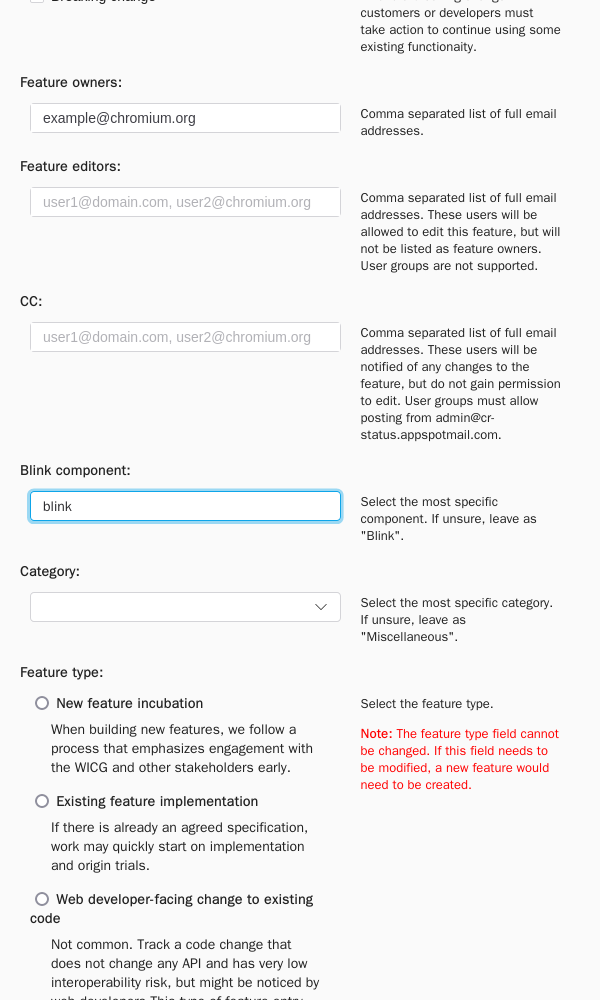 customers or developers must
take action to continue using some
existing functionaity.
Feature owners:
example@chromium.org
Comma separated list of full email
addresses.
Feature editors:
user1@domain.com, user2@chromium.org
Comma separated list of full email
addresses. These users will be
allowed to edit this feature, but will
not be listed as feature owners.
User groups are not supported.
CC:
user1@domain.com, user2@chromium.org
Comma separated list of full email
addresses. These users will be
notified of any changes to the
feature, but do not gain permission
to edit. User groups must allow
posting from admin@cr-
status.appspotmail.com.
Blink component:
blink
Select the most specific
component. If unsure, leave as
"Blink".
Category:
Select the most specific category.
If unsure, leave as
"Miscellaneous".
Feature type:
New feature incubation
When building new features, we follow a
process that emphasizes engagement with
the WICG and other stakeholders early.
Existing feature implementation
If there is already an agreed specification,
work may quickly start on implementation
and origin trials.
Web developer-facing change to existing
code
Not common. Track a code change that
does not change any API and has very low
interoperability risk, but might be noticed by
web developers This type of feature entry
Select the feature type.
Note: The feature type field cannot
be changed. If this field needs to
be modified, a new feature would
need to be created.